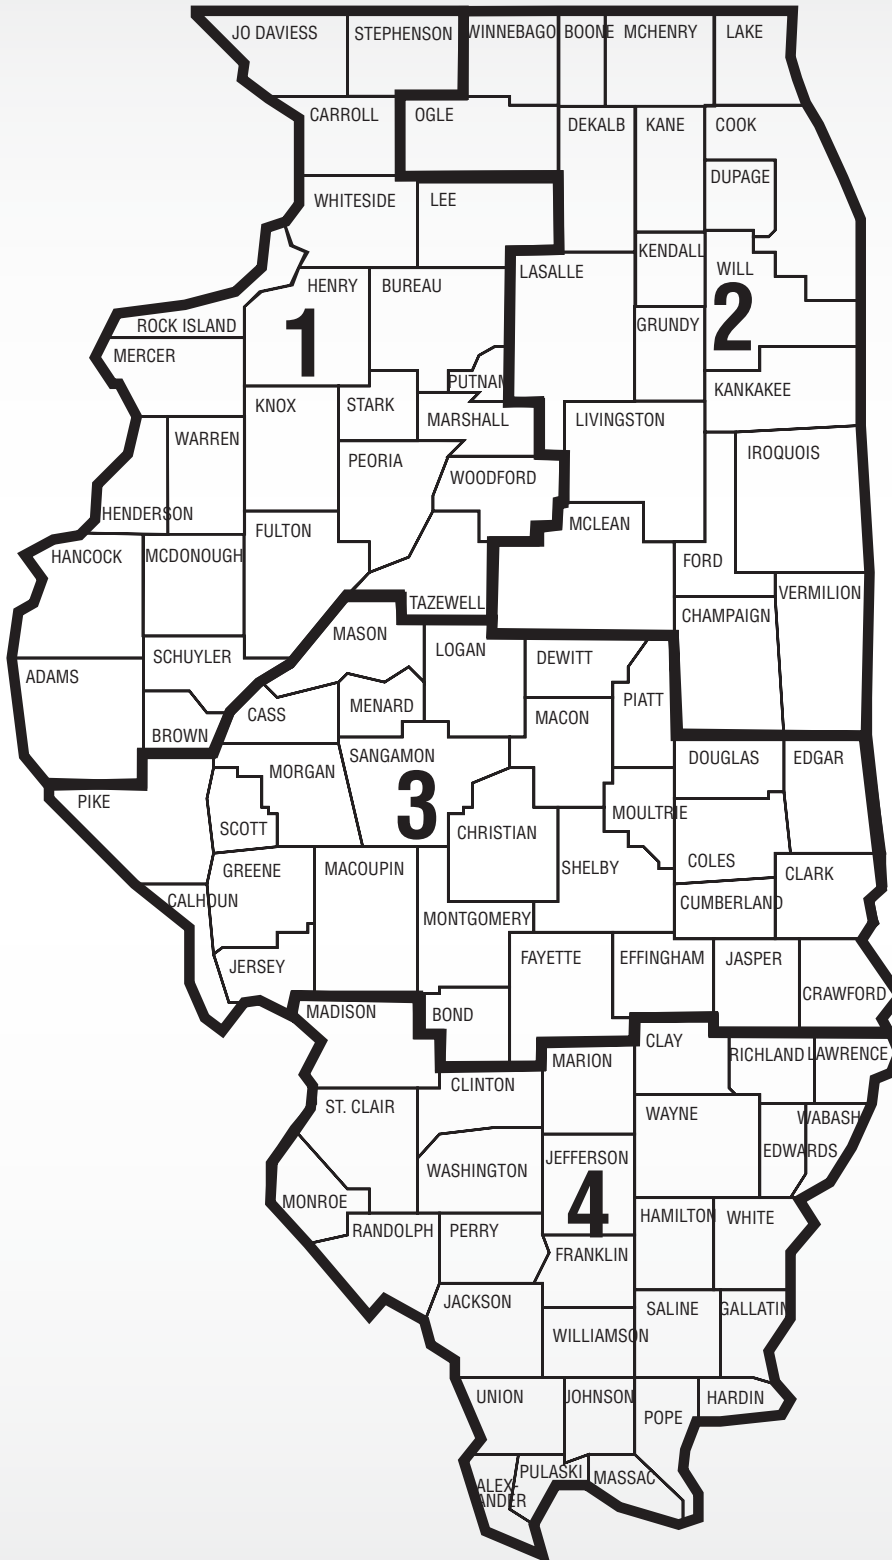 JO DAVIESS
STEPHENSON
WINNEBAGO
BOONE
MCHENRY
LAKE
CARROLL
OGLE
DEKALB
KANE
COOK
DUPAGE
WHITESIDE
LEE
KENDALL
WILL
LASALLE
HENRY
BUREAU
2
ROCK ISLAND
1
GRUNDY
MERCER
PUTNAM
KANKAKEE
KNOX
STARK
MARSHALL
LIVINGSTON
WARREN
PEORIA
IROQUOIS
WOODFORD
HENDERSON
FULTON
MCLEAN
HANCOCK
MCDONOUGH
FORD
VERMILION
TAZEWELL
CHAMPAIGN
MASON
LOGAN
DEWITT
SCHUYLER
ADAMS
PIATT
MENARD
CASS
MACON
BROWN
SANGAMON
DOUGLAS
EDGAR
MORGAN
3
PIKE
MOULTRIE
SCOTT
CHRISTIAN
COLES
GREENE
MACOUPIN
SHELBY
CLARK
CALHOUN
CUMBERLAND
MONTGOMERY
JERSEY
FAYETTE
EFFINGHAM
JASPER
CRAWFORD
MADISON
BOND
CLAY
MARION
RICHLAND
LAWRENCE
CLINTON
ST. CLAIR
WAYNE
WABASH
EDWARDS
JEFFERSON
WASHINGTON
4
MONROE
HAMILTON
WHITE
RANDOLPH
PERRY
FRANKLIN
JACKSON
SALINE
GALLATIN
WILLIAMSON
UNION
JOHNSON
HARDIN
POPE
PULASKI
MASSAC
ALEX-
ANDER